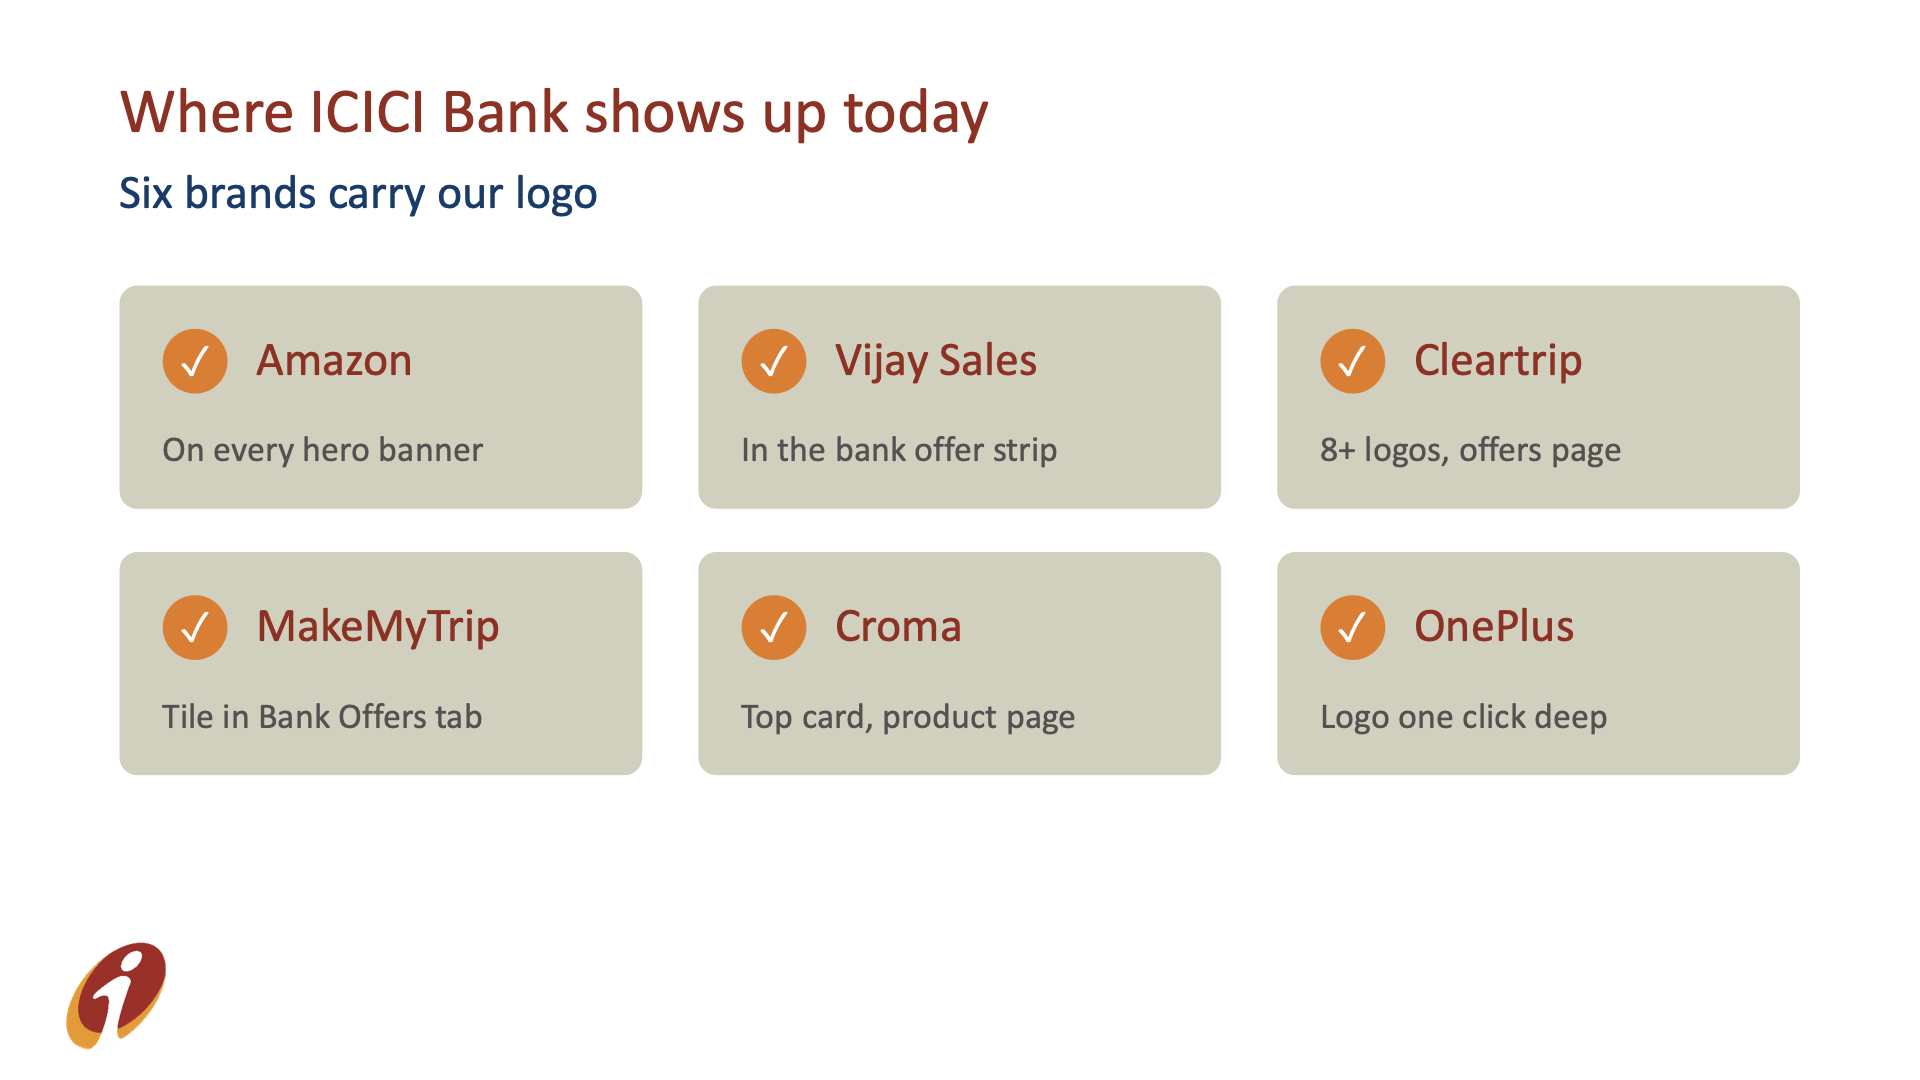 Where ICICI Bank shows up today
Six brands carry our logo
✓ Amazon
On every hero banner
✓ Vijay Sales
In the bank offer strip
✓ Cleartrip
8+ logos, offers page
✓ MakeMyTrip
Tile in Bank Offers tab
✓ Croma
Top card, product page
✓ OnePlus
Logo one click deep
i